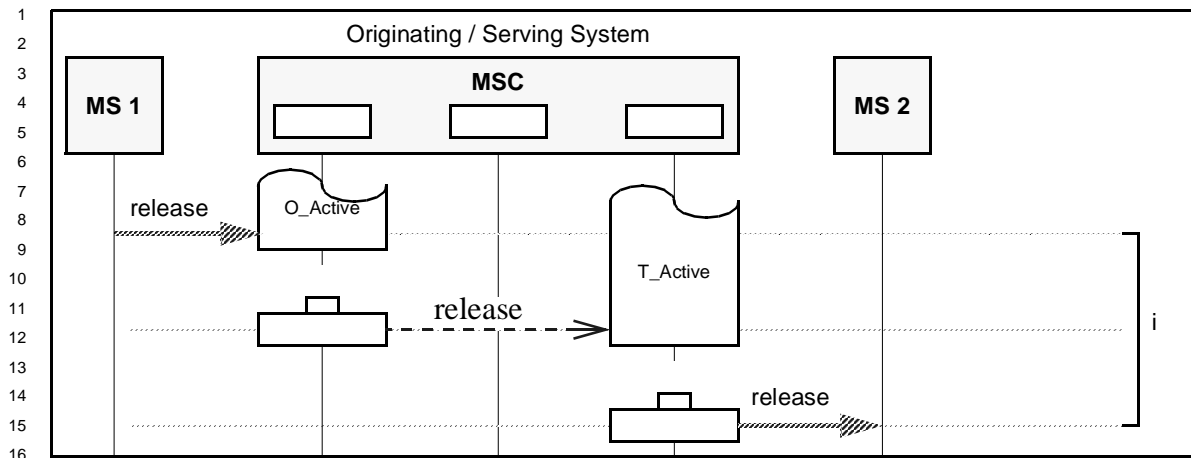 1
2
Originating / Serving System
3
MSC
4
MS 1
MS 2
5
6
7
release
O_Active
8
9
T_Active
10
11
release
12
i
13
14
release
15
16